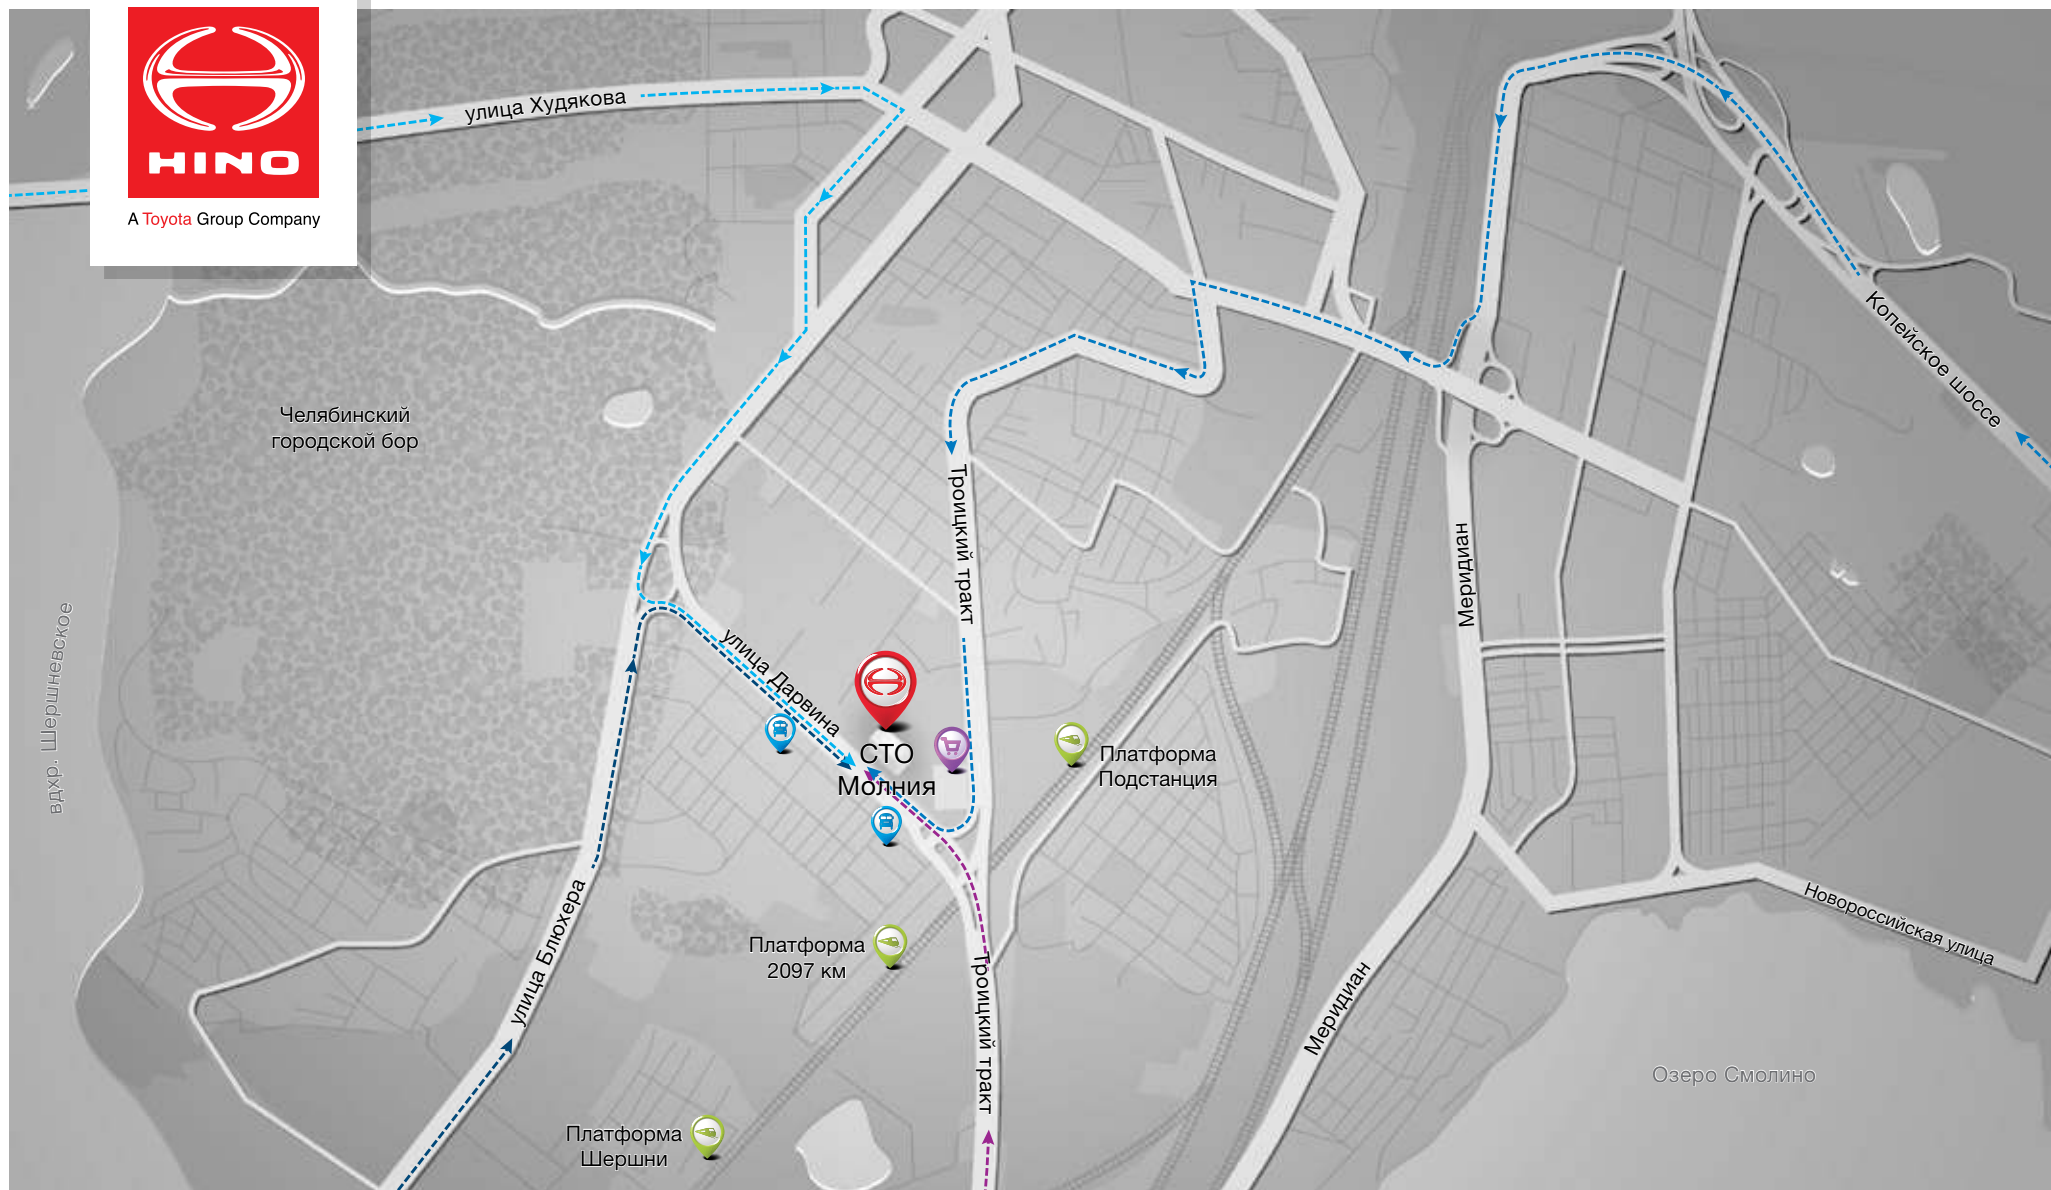 HINO
A Toyota Group Company
улица Худякова
Копейское шоссе
Челябинский
городской бор
Троицкий тракт
Меридиан
вдхр. Шершневское
улица Дарвина
СТО
Молния
Платформа
Подстанция
улица Блюхера
Платформа
2097 км
Новороссийская улица
Троицкий тракт
Меридиан
Озеро Смолино
Платформа
Шершни